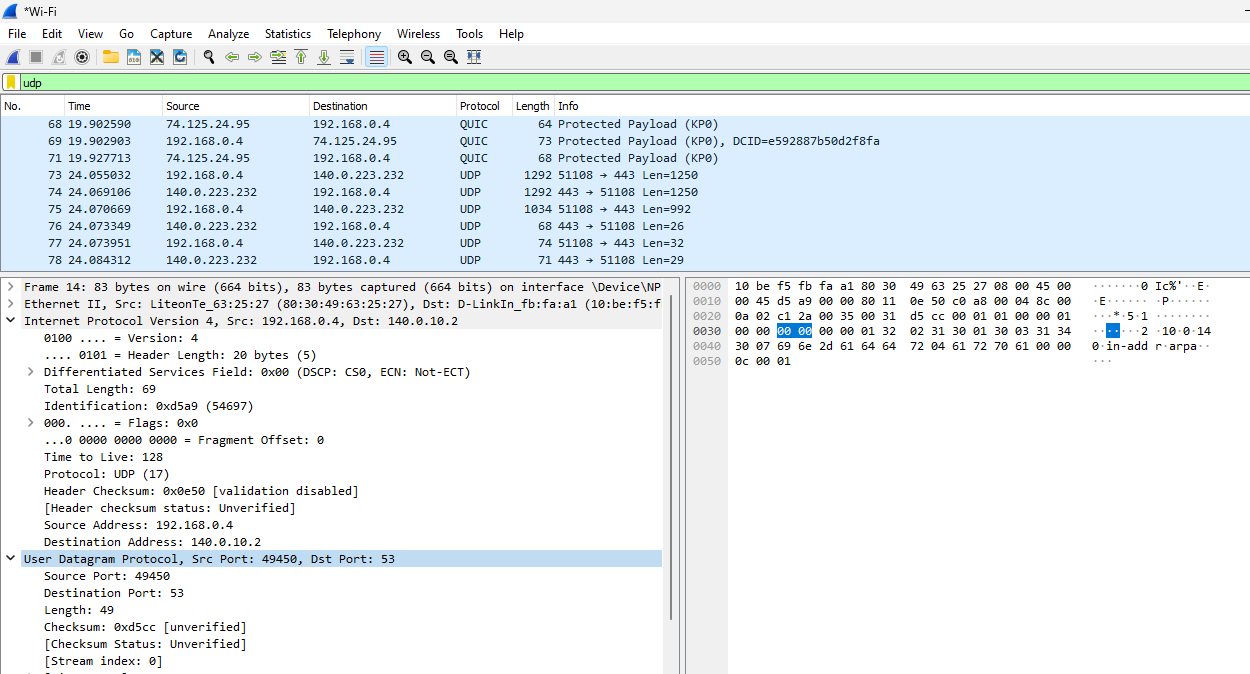 *Wi-Fi
File Edit View Go Capture Analyze Statistics Telephony Wireless Tools Help
udp
No. Time Source Destination Protocol Length Info
68 19.902590 74.125.24.95 192.168.0.4 QUIC 64 Protected Payload (KP0)
69 19.902903 192.168.0.4 74.125.24.95 QUIC 73 Protected Payload (KP0), DCID=e592887b50d2f8fa
71 19.927713 74.125.24.95 192.168.0.4 QUIC 68 Protected Payload (KP0)
73 24.055032 192.168.0.4 140.0.223.232 UDP 1292 51108 → 443 Len=1250
74 24.069106 140.0.223.232 192.168.0.4 UDP 1292 443 → 51108 Len=1250
75 24.070669 192.168.0.4 140.0.223.232 UDP 1034 51108 → 443 Len=992
76 24.073349 140.0.223.232 192.168.0.4 UDP 68 443 → 51108 Len=26
77 24.073951 192.168.0.4 140.0.223.232 UDP 74 51108 → 443 Len=32
78 24.084312 140.0.223.232 192.168.0.4 UDP 71 443 → 51108 Len=29
Frame 14: 83 bytes on wire (664 bits), 83 bytes captured (664 bits) on interface \Device\NP
Ethernet II, Src: LiteonTe_63:25:27 (80:30:49:63:25:27), Dst: D-LinkIn_fb:fa:a1 (10:be:f5:f
Internet Protocol Version 4, Src: 192.168.0.4, Dst: 140.0.10.2
0100 .... = Version: 4
.... 0101 = Header Length: 20 bytes (5)
Differentiated Services Field: 0x00 (DSCP: CS0, ECN: Not-ECT)
Total Length: 69
Identification: 0xd5a9 (54697)
000. .... = Flags: 0x0
...0 0000 0000 0000 = Fragment Offset: 0
Time to Live: 128
Protocol: UDP (17)
Header Checksum: 0x0e50 [validation disabled]
[Header checksum status: Unverified]
Source Address: 192.168.0.4
Destination Address: 140.0.10.2
User Datagram Protocol, Src Port: 49450, Dst Port: 53
Source Port: 49450
Destination Port: 53
Length: 49
Checksum: 0xd5cc [unverified]
[Checksum Status: Unverified]
[Stream index: 0]
0000 10 be f5 fb fa a1 80 30 49 63 25 27 08 00 45 00 ·······0 Ic%'··E·
0010 00 45 d5 a9 00 00 80 11 0e 50 c0 a8 00 04 8c 00 ·E······ ·P······
0020 0a 02 c1 2a 00 35 00 31 d5 cc 00 01 01 00 00 01 ···*·5·1 ········
0030 00 00 00 00 00 00 01 32 02 31 30 01 30 03 31 34 ·······2 ·10·0·14
0040 30 07 69 6e 2d 61 64 64 72 04 61 72 70 61 00 00 0·in-add r·arpa··
0050 0c 00 01 ···